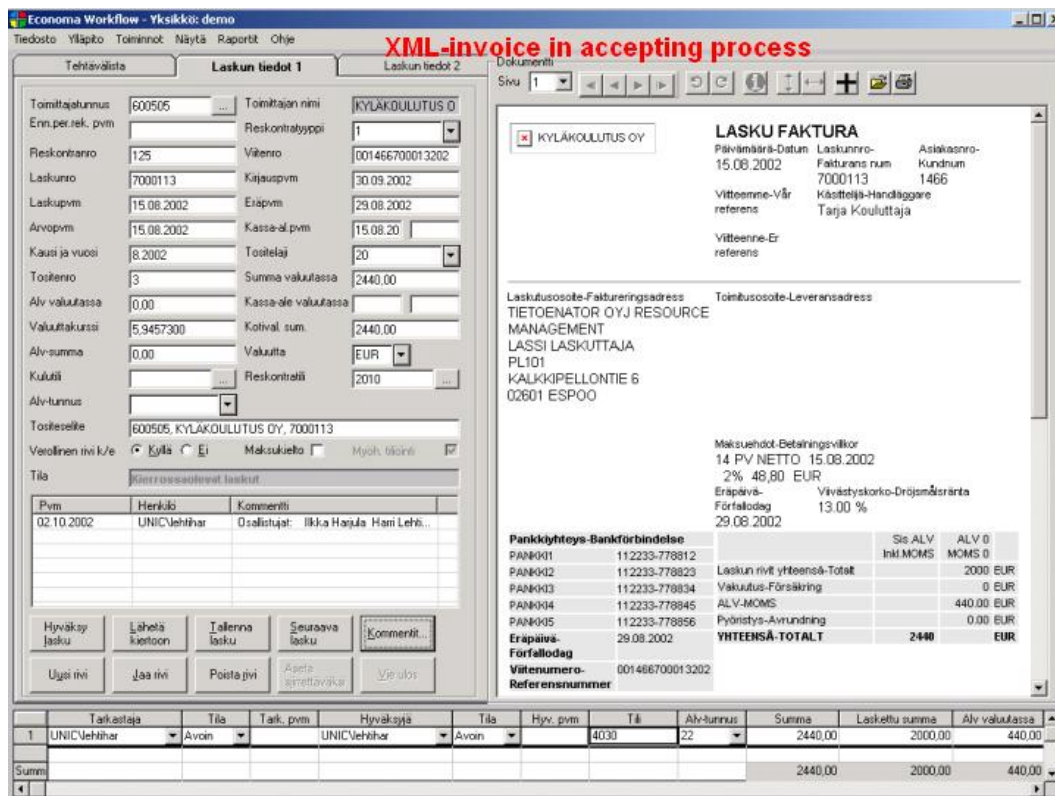 Economa Workflow - Yksikkö: demo
Tiedosto Ylläpito Toiminnot Näytä Raportit Ohje
XML-invoice in accepting process
Tehtävälista Laskun tiedot 1 Laskun tiedot 2
Toimittajatunnus 600505 ... Toimittajan nimi KYLÄKOULUTUS O
Enn.per.rek. pvm Reskontratyyppi 1
Reskontranro 125 Viitenro 001466700013202
Laskunro 7000113 Kirjauspvm 30.09.2002
Laskupvm 15.08.2002 Eräpvm 29.08.2002
Arvopvm 15.08.2002 Kassa-al.pvm 15.08.20
Kausi ja vuosi 8.2002 Tositelaji 20
Tositenro 3 Summa valuutassa 2440,00
Alv valuutassa 0,00 Kassa-ale valuutassa
Valuuttakurssi 5,9457300 Kotival. sum. 2440,00
Alv-summa 0,00 Valuutta EUR
Kulutili ... Reskontratili 2010 ...
Alv-tunnus
Tositeselite 600505, KYLÄKOULUTUS OY, 7000113
Verollinen rivi k/e Kyllä Ei Maksukielto Myöh. tiliöinti
Tila Kierrossaolevat laskut
Pvm Henkilö Kommentti
02.10.2002 UNIC\lehtihar Osallistujat: Ilkka Harjula Harri Lehti...
Hyväksy lasku Lähetä kiertoon Tallenna lasku Seuraava lasku Kommentit...
Uusi rivi Jaa rivi Poista rivi Aseta siirrettäväksi Vie ulos
Dokumentti
Sivu 1
KYLÄKOULUTUS OY
LASKU FAKTURA
Päivämäärä-Datum Laskunnro- Asiakasnro-
15.08.2002 Fakturans num Kundnum
7000113 1466
Viitteemme-Vår Käsittelijä-Handläggare
referens Tarja Kouluttaja
Viitteenne-Er
referens
Laskutusosoite-Faktureringsadress Toimitusosoite-Leveransadress
TIETOENATOR OYJ RESOURCE
MANAGEMENT
LASSI LASKUTTAJA
PL101
KALKKIPELLONTIE 6
02601 ESPOO
Maksuehdot-Betalningsvillkor
14 PV NETTO 15.08.2002
2% 48,80 EUR
Eräpäivä- Viivästyskorko-Dröjsmålsränta
Förfallodag 13.00 %
29.08.2002
Pankkiyhteys-Bankförbindelse Sis.ALV ALV 0
PANKKI1 112233-778812 Inkl.MOMS MOMS 0
PANKKI2 112233-778823 Laskun rivit yhteensä-Totalt 2000 EUR
PANKKI3 112233-778834 Vakuutus-Försäkring 0 EUR
PANKKI4 112233-778845 ALV-MOMS 440.00 EUR
PANKKI5 112233-778856 Pyöristys-Avrundning 0.00 EUR
Eräpäivä- 29.08.2002 YHTEENSÄ-TOTALT 2440 EUR
Förfallodag
Viitenumero- 001466700013202
Referensnummer
Tarkastaja Tila Tark. pvm Hyväksyjä Tila Hyv. pvm Tili Alv-tunnus Summa Laskettu summa Alv valuutassa
1 UNIC\lehtihar Avoin UNIC\lehtihar Avoin 4030 22 2440,00 2000,00 440,00
Summ 2440,00 2000,00 440,00